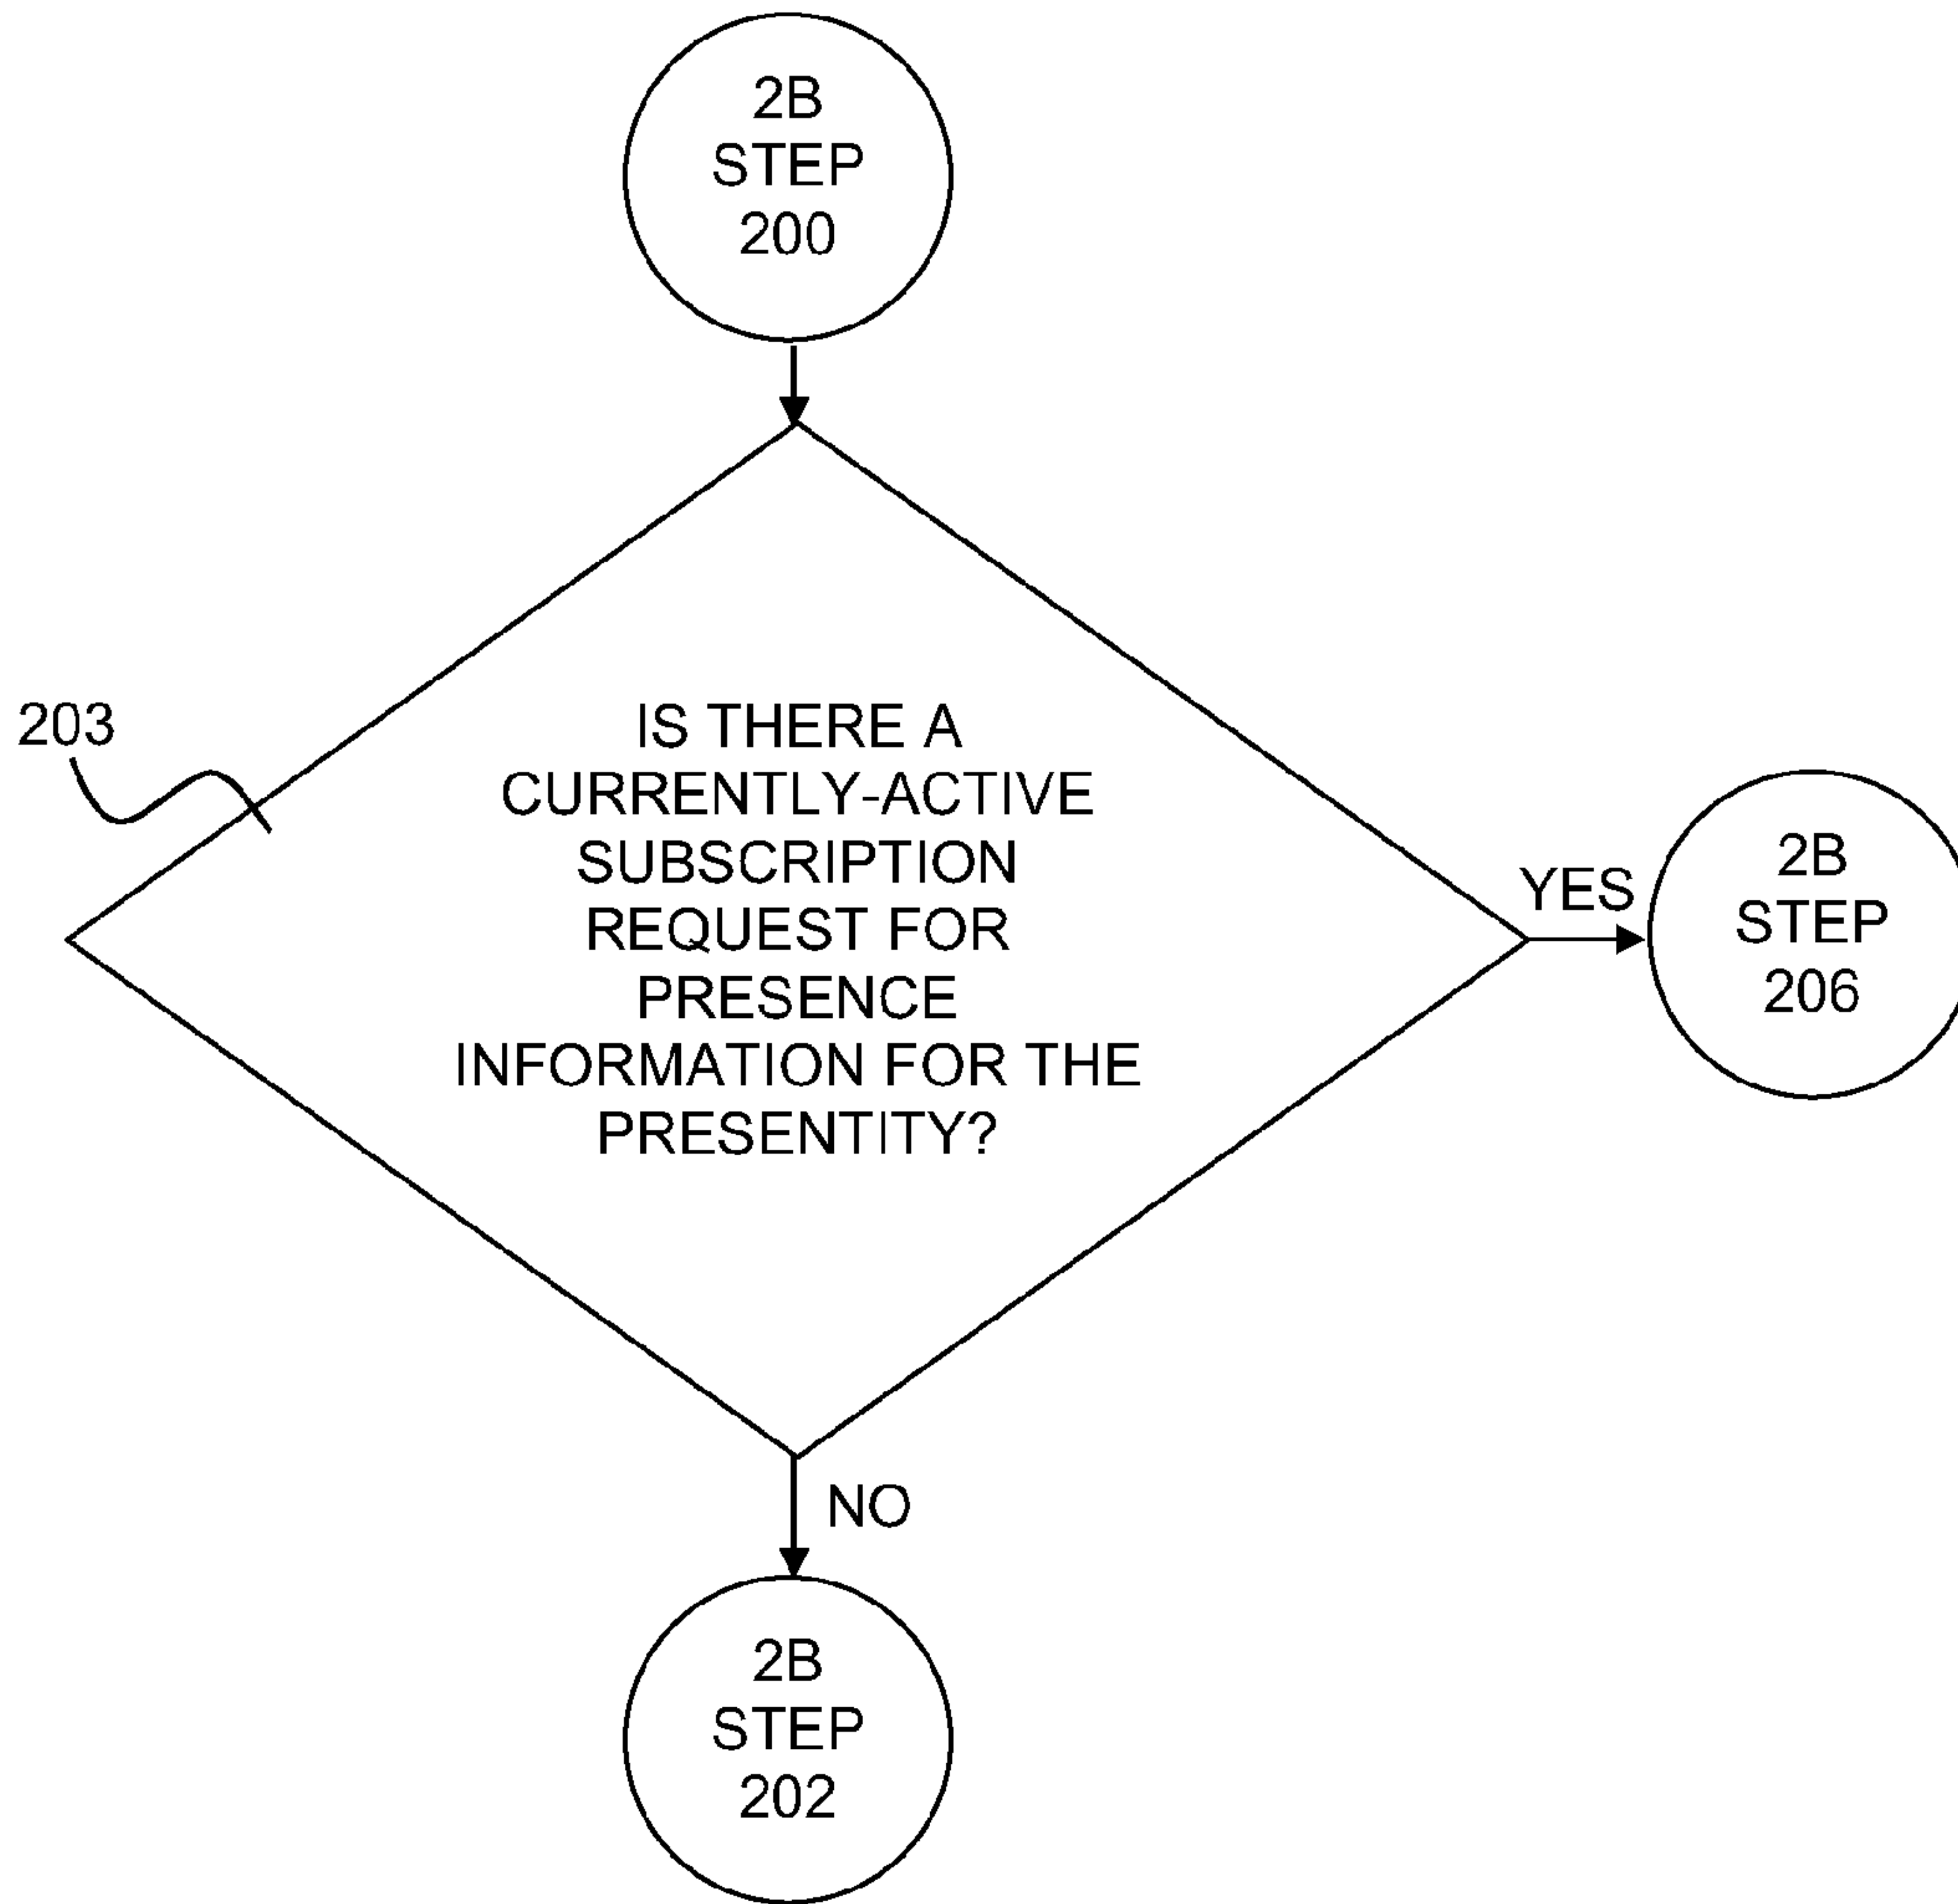 2B
STEP
200
203
IS THERE A
CURRENTLY-ACTIVE
SUBSCRIPTION
REQUEST FOR
PRESENCE
INFORMATION FOR THE
PRESENTITY?
YES
2B
STEP
206
NO
2B
STEP
202